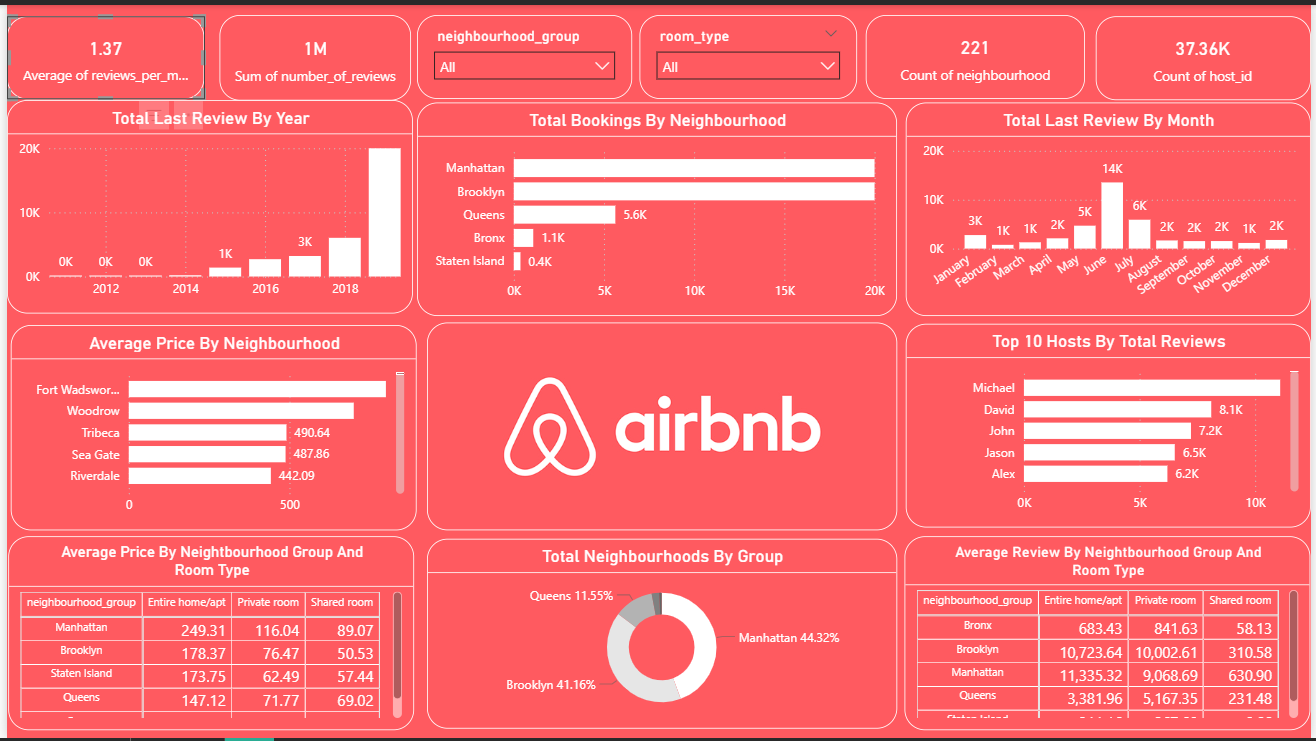 1.37
Average of reviews_per_m...
1M
Sum of number_of_reviews
neighbourhood_group
All
room_type
All
221
Count of neighbourhood
37.36K
Count of host_id
Total Last Review By Year
20K
10K
0K
0K 0K 0K 1K 3K
2012 2014 2016 2018
Total Bookings By Neighbourhood
Manhattan
Brooklyn
Queens 5.6K
Bronx 1.1K
Staten Island 0.4K
0K 5K 10K 15K 20K
Total Last Review By Month
20K
10K
0K
3K 1K 1K 2K 5K 14K 6K 2K 2K 2K 1K 2K
January February March April May June July August September October November December
Average Price By Neighbourhood
Fort Wadswor...
Woodrow
Tribeca 490.64
Sea Gate 487.86
Riverdale 442.09
0 500
airbnb
Top 10 Hosts By Total Reviews
Michael
David 8.1K
John 7.2K
Jason 6.5K
Alex 6.2K
0K 5K 10K
Average Price By Neightbourhood Group And
Room Type
neighbourhood_group Entire home/apt Private room Shared room
Manhattan 249.31 116.04 89.07
Brooklyn 178.37 76.47 50.53
Staten Island 173.75 62.49 57.44
Queens 147.12 71.77 69.02
Total Neighbourhoods By Group
Queens 11.55%
Manhattan 44.32%
Brooklyn 41.16%
Average Review By Neightbourhood Group And
Room Type
neighbourhood_group Entire home/apt Private room Shared room
Bronx 683.43 841.63 58.13
Brooklyn 10,723.64 10,002.61 310.58
Manhattan 11,335.32 9,068.69 630.90
Queens 3,381.96 5,167.35 231.48